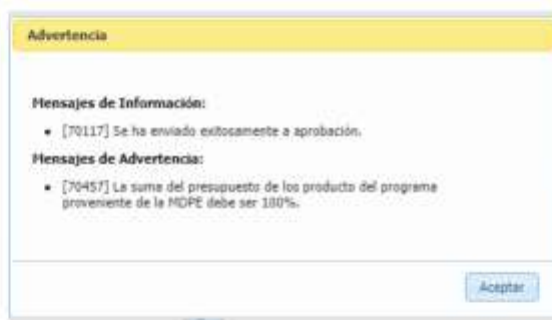 Advertencia
Mensajes de Información:
[70117] Se ha enviado exitosamente a aprobación.
Mensajes de Advertencia:
[70457] La suma del presupuesto de los producto del programa
proveniente de la MDPE debe ser 100%.
Aceptar